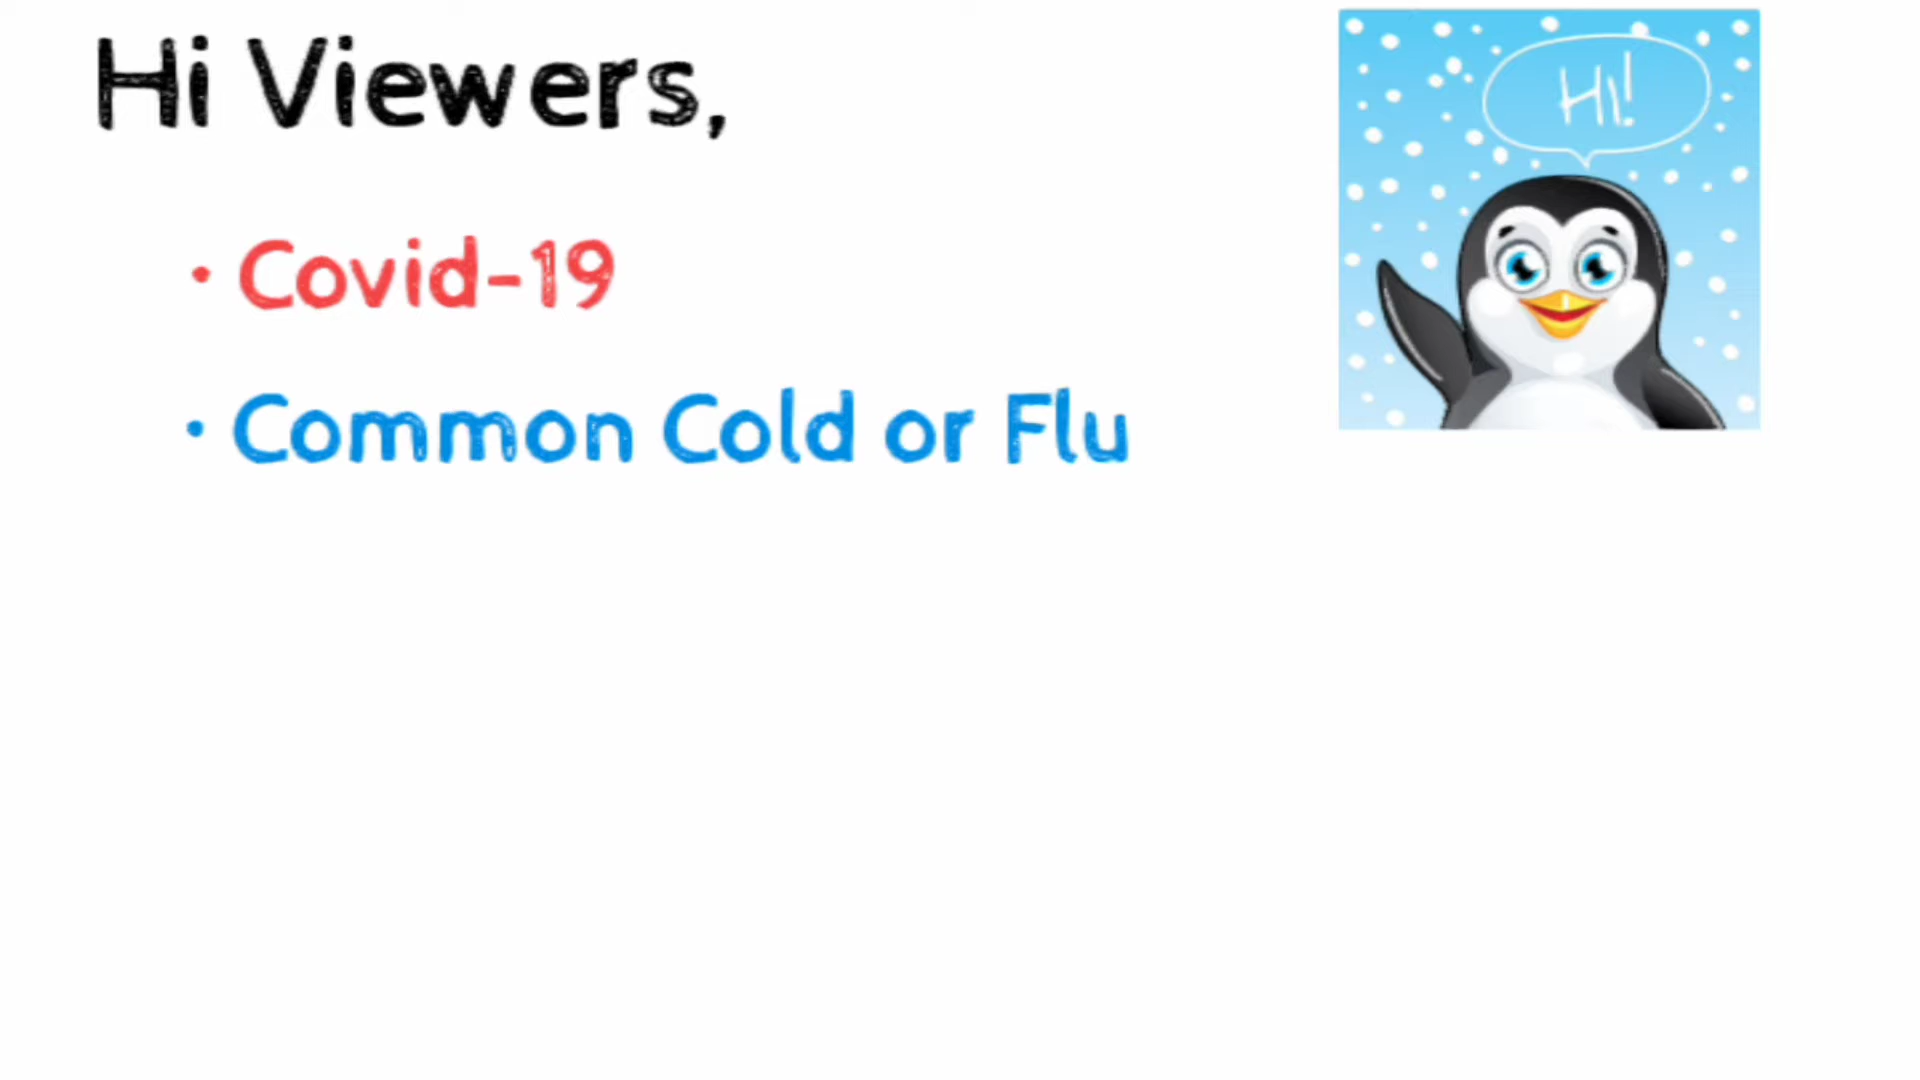 Hi Viewers,
Hi!
• Covid-19
• Common Cold or Flu